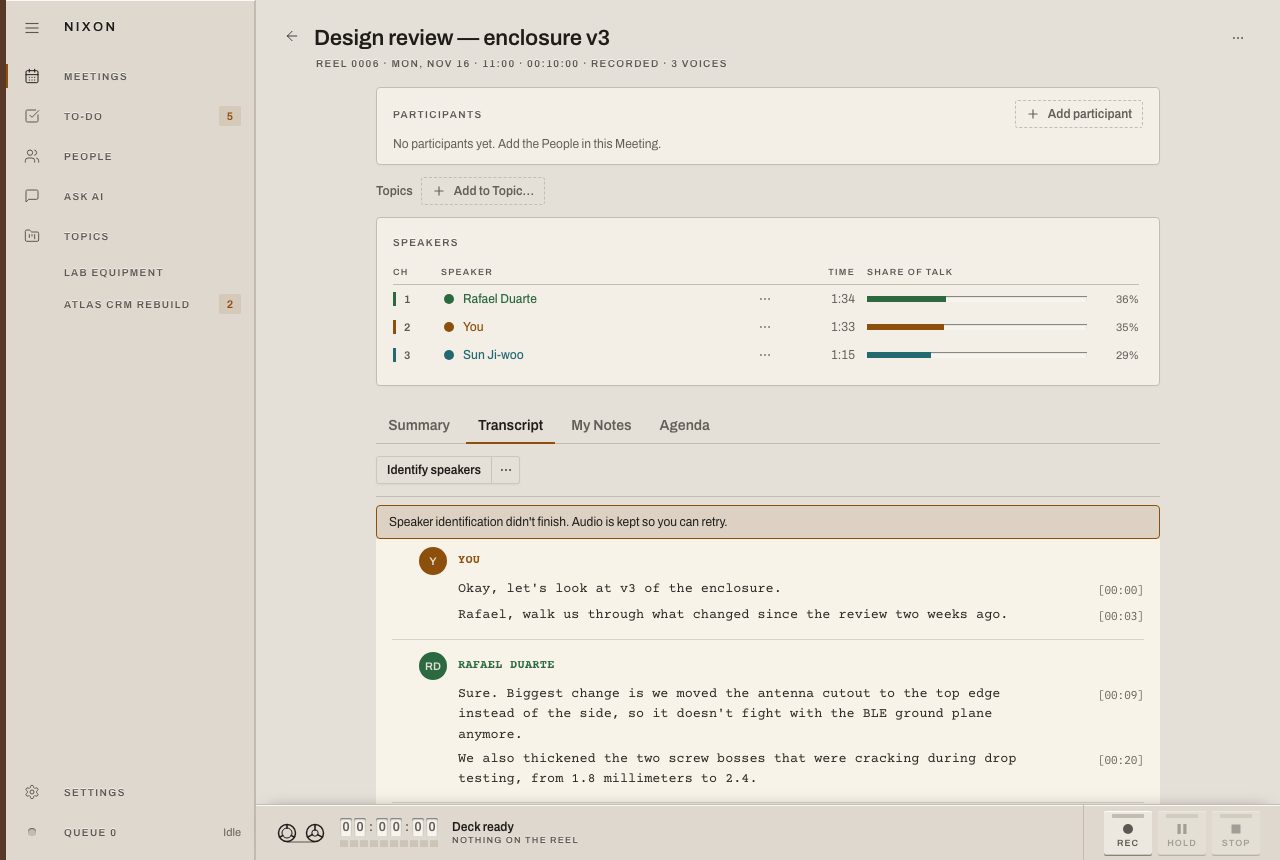 NIXON
MEETINGS
TO-DO 5
PEOPLE
ASK AI
TOPICS
LAB EQUIPMENT
ATLAS CRM REBUILD 2
SETTINGS
QUEUE 0 Idle
Design review — enclosure v3
REEL 0006 · MON, NOV 16 · 11:00 · 00:10:00 · RECORDED · 3 VOICES
PARTICIPANTS
Add participant
No participants yet. Add the People in this Meeting.
Topics
Add to Topic...
SPEAKERS
CH SPEAKER TIME SHARE OF TALK
1 Rafael Duarte 1:34 36%
2 You 1:33 35%
3 Sun Ji-woo 1:15 29%
Summary Transcript My Notes Agenda
Identify speakers
Speaker identification didn't finish. Audio is kept so you can retry.
Y YOU
Okay, let's look at v3 of the enclosure. [00:00]
Rafael, walk us through what changed since the review two weeks ago. [00:03]
RD RAFAEL DUARTE
Sure. Biggest change is we moved the antenna cutout to the top edge [00:09]
instead of the side, so it doesn't fight with the BLE ground plane
anymore.
We also thickened the two screw bosses that were cracking during drop [00:20]
testing, from 1.8 millimeters to 2.4.
00:00:00
Deck ready
NOTHING ON THE REEL
REC HOLD STOP